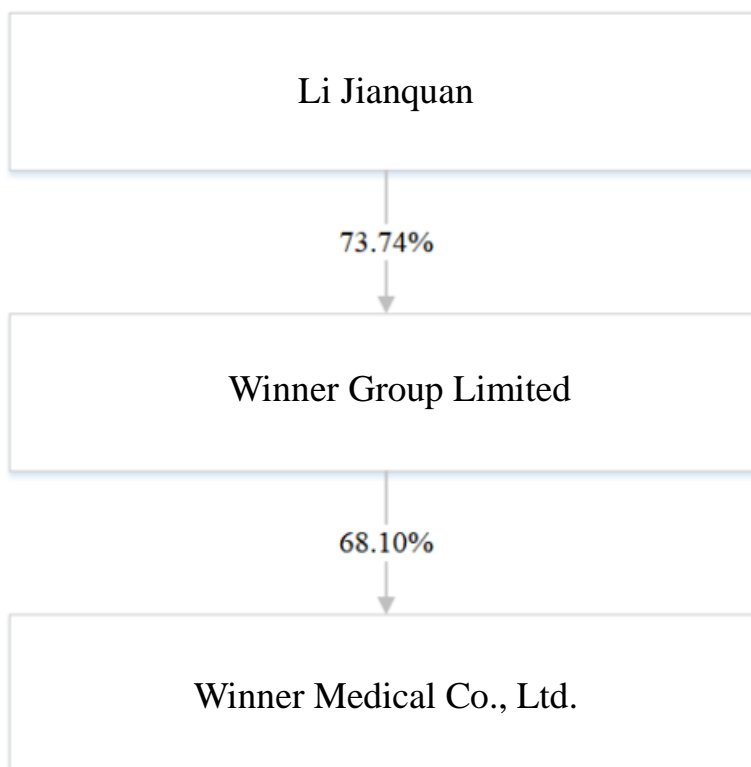 Li Jianquan
73.74%
Winner Group Limited
68.10%
Winner Medical Co., Ltd.